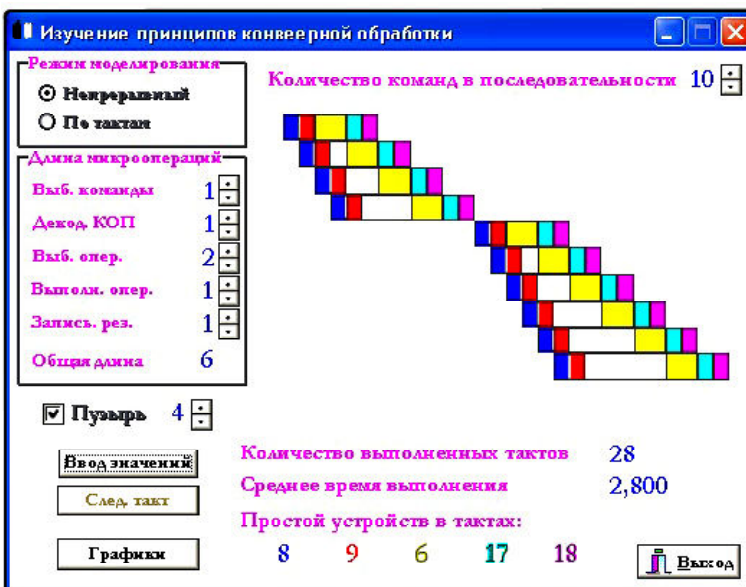 Изучение принципов конвеерной обработки
Режим моделирования
Непрерывный
По тактам
Количество команд в последовательности 10
Длина микроопераций
Выб. команды 1
Декод. КОП 1
Выб. опер. 2
Выполн. опер. 1
Запись. рез. 1
Общая длина 6
Пузырь 4
Ввод значений
След. такт
Графики
Количество выполненных тактов 28
Среднее время выполнения 2,800
Простой устройств в тактах:
8 9 6 17 18
Выход